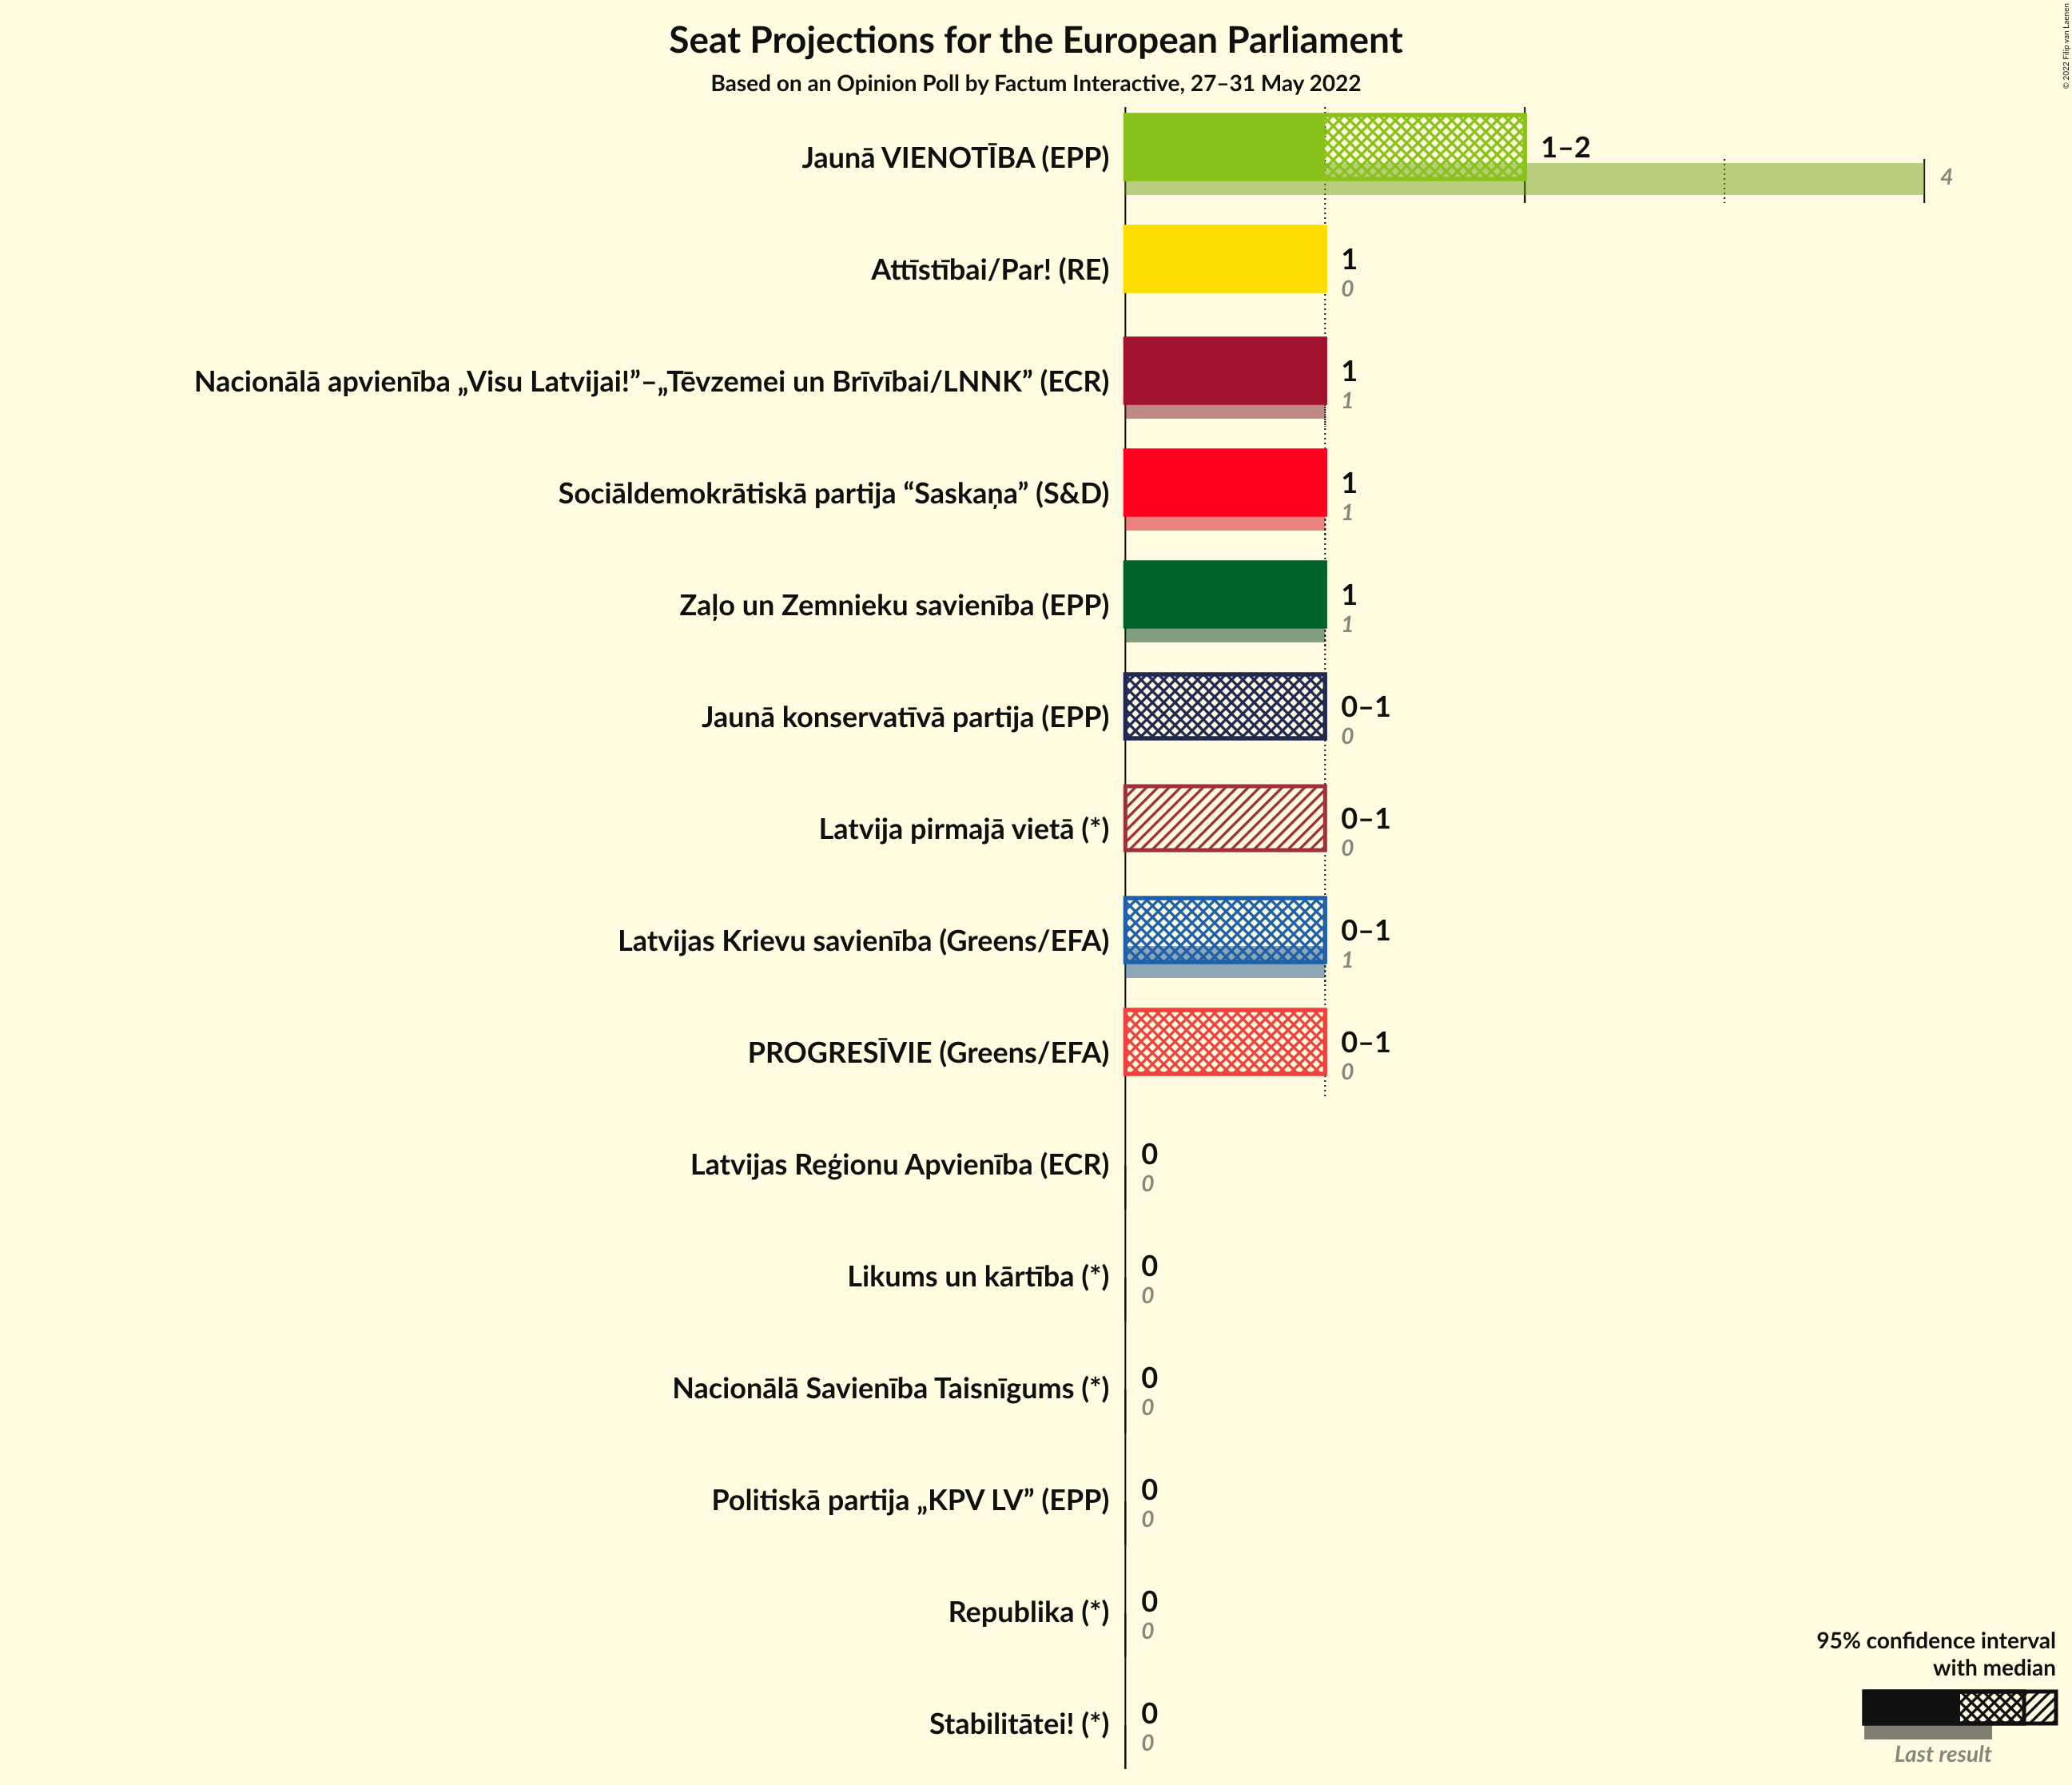 Seat Projections for the European Parliament
Based on an Opinion Poll by Factum Interactive, 27–31 May 2022
© 2022 Filip van Laenen
Jaunā VIENOTĪBA (EPP)
1–2
4
Attīstībai/Par! (RE)
1
0
Nacionālā apvienība „Visu Latvijai!”–„Tēvzemei un Brīvībai/LNNK” (ECR)
1
1
Sociāldemokrātiskā partija “Saskaņa” (S&D)
1
1
Zaļo un Zemnieku savienība (EPP)
1
1
Jaunā konservatīvā partija (EPP)
0–1
0
Latvija pirmajā vietā (*)
0–1
0
Latvijas Krievu savienība (Greens/EFA)
0–1
1
PROGRESĪVIE (Greens/EFA)
0–1
0
Latvijas Reģionu Apvienība (ECR)
0
0
Likums un kārtība (*)
0
0
Nacionālā Savienība Taisnīgums (*)
0
0
Politiskā partija „KPV LV” (EPP)
0
0
Republika (*)
0
0
Stabilitātei! (*)
0
0
95% confidence interval
with median
Last result